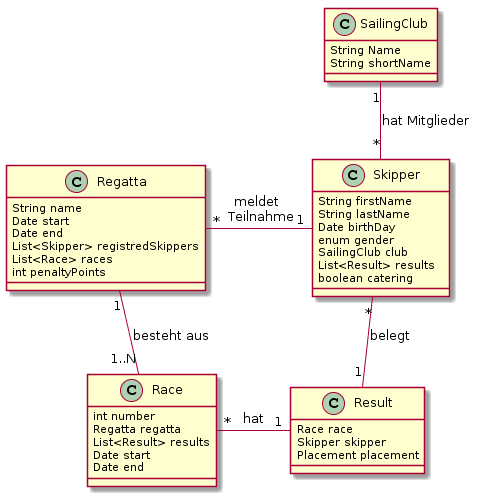 C SailingClub
String Name
String shortName
1
hat Mitglieder
*
C Skipper
String firstName
String lastName
Date birthDay
enum gender
SailingClub club
List<Result> results
boolean catering
C Regatta
String name
Date start
Date end
List<Skipper> registredSkippers
List<Race> races
int penaltyPoints
meldet
* Teilnahme 1
1
besteht aus
1..N
*
belegt
1
C Race
int number
Regatta regatta
List<Result> results
Date start
Date end
* hat 1
C Result
Race race
Skipper skipper
Placement placement